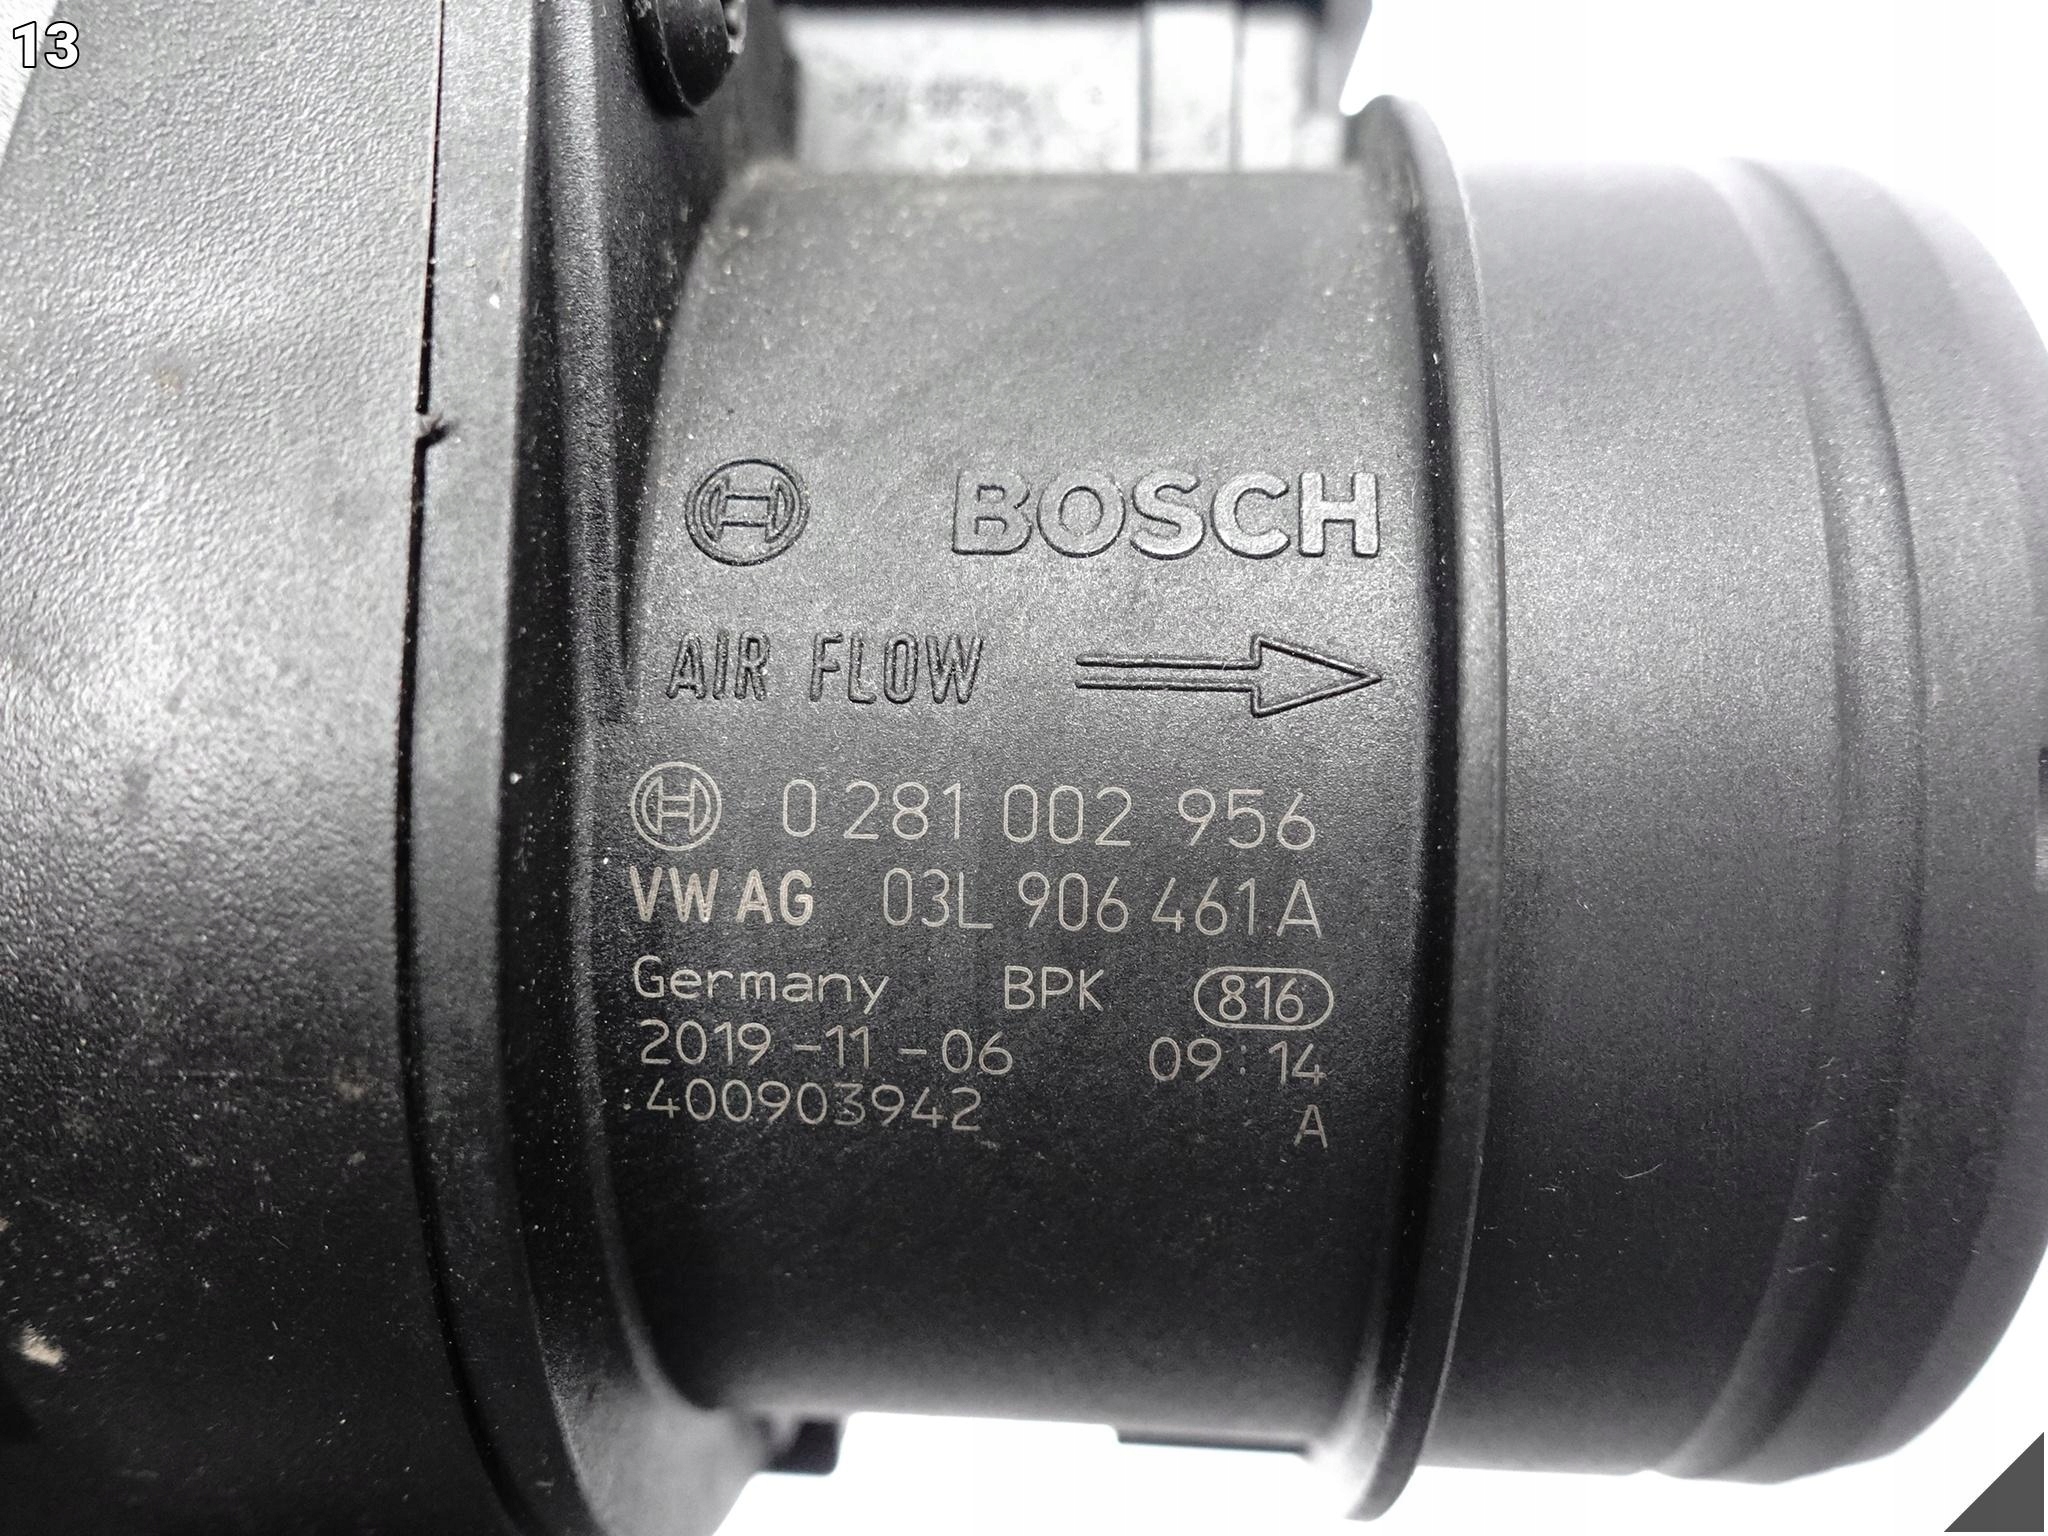 13
BOSCH
AIR FLOW
0 281 002 956
VW AG 03L 906 461 A
Germany BPK 816
2019-11-06 09:14
400903942 A